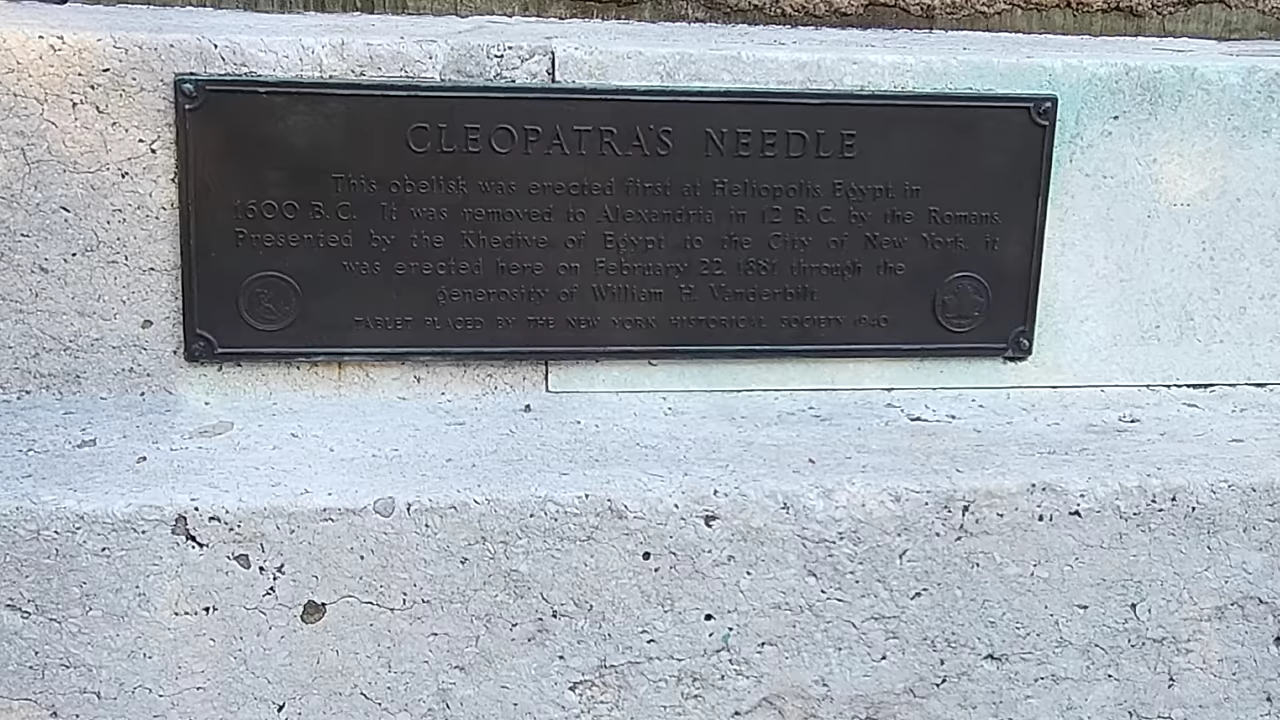 CLEOPATRA'S NEEDLE
This obelisk was erected first at Heliopolis Egypt in
1600 B.C. It was removed to Alexandria in 12 B.C. by the Romans.
Presented by the Khedive of Egypt to the City of New York, it
was erected here on February 22, 1881 through the
generosity of William H. Vanderbilt.
TABLET PLACED BY THE NEW YORK HISTORICAL SOCIETY 1940